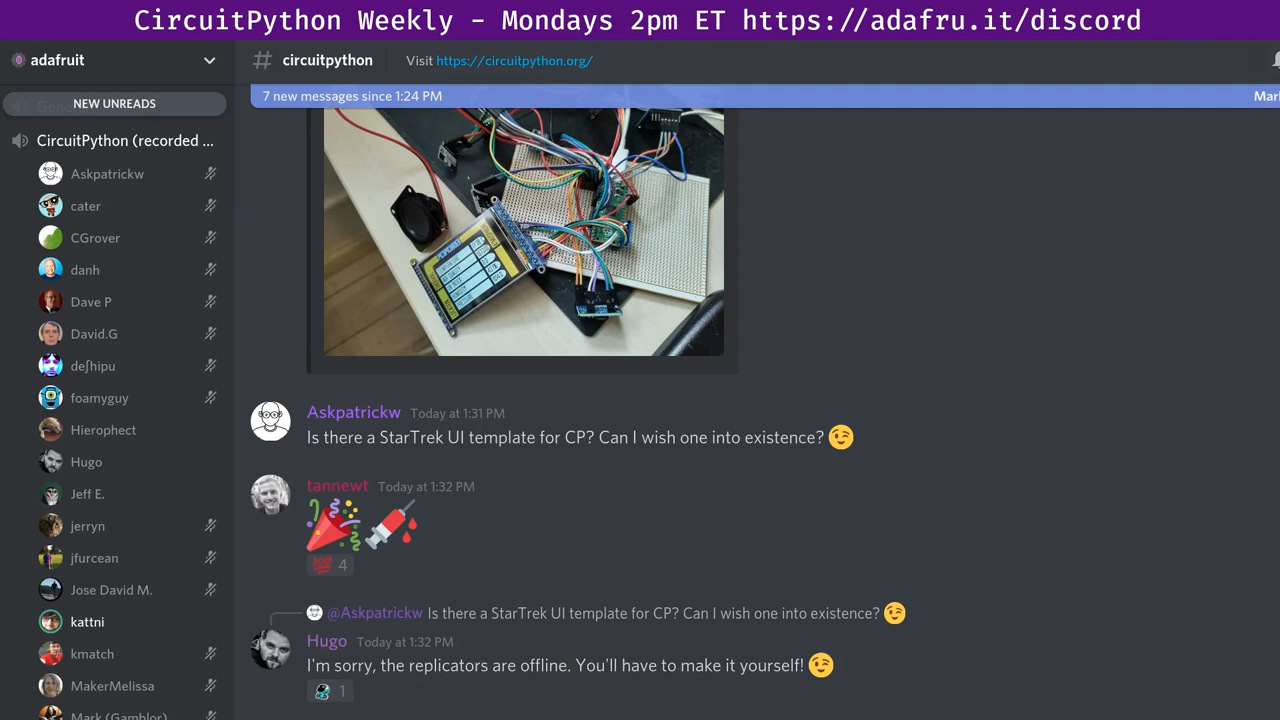 CircuitPython Weekly - Mondays 2pm ET https://adafru.it/discord
adafruit
# circuitpython
Visit https://circuitpython.org/
NEW UNREADS
7 new messages since 1:24 PM
CircuitPython (recorded ...
Askpatrickw
cater
CGrover
danh
Dave P
David.G
deʃhipu
foamyguy
Hierophect
Hugo
Jeff E.
jerryn
jfurcean
Jose David M.
kattni
kmatch
MakerMelissa
Mark (Gamblor)
Askpatrickw Today at 1:31 PM
Is there a StarTrek UI template for CP? Can I wish one into existence? 😉
tannewt Today at 1:32 PM
🎉💉
💯 4
@Askpatrickw Is there a StarTrek UI template for CP? Can I wish one into existence? 😉
Hugo Today at 1:32 PM
I'm sorry, the replicators are offline. You'll have to make it yourself! 😉
1